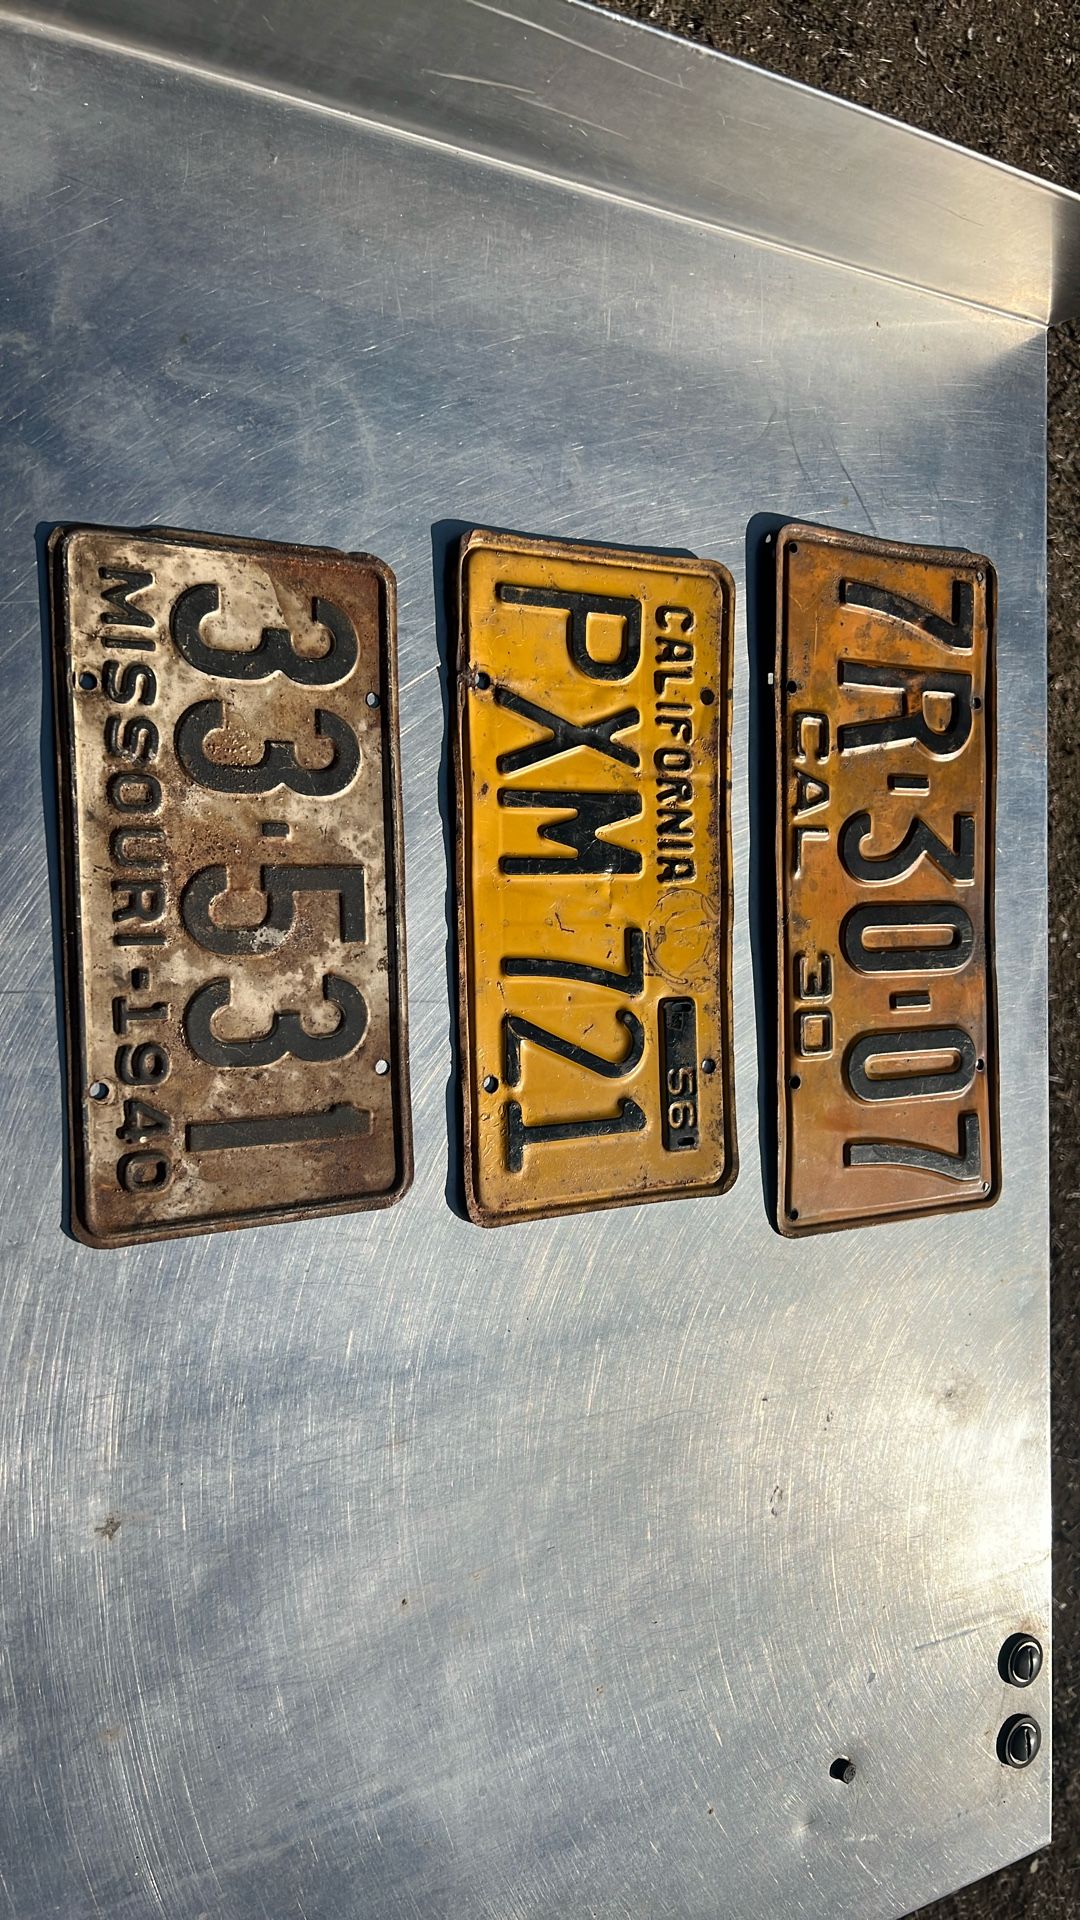 7R-30-07
CAL 30
CALIFORNIA 56
PXM 721
33-531
MISSOURI-1940